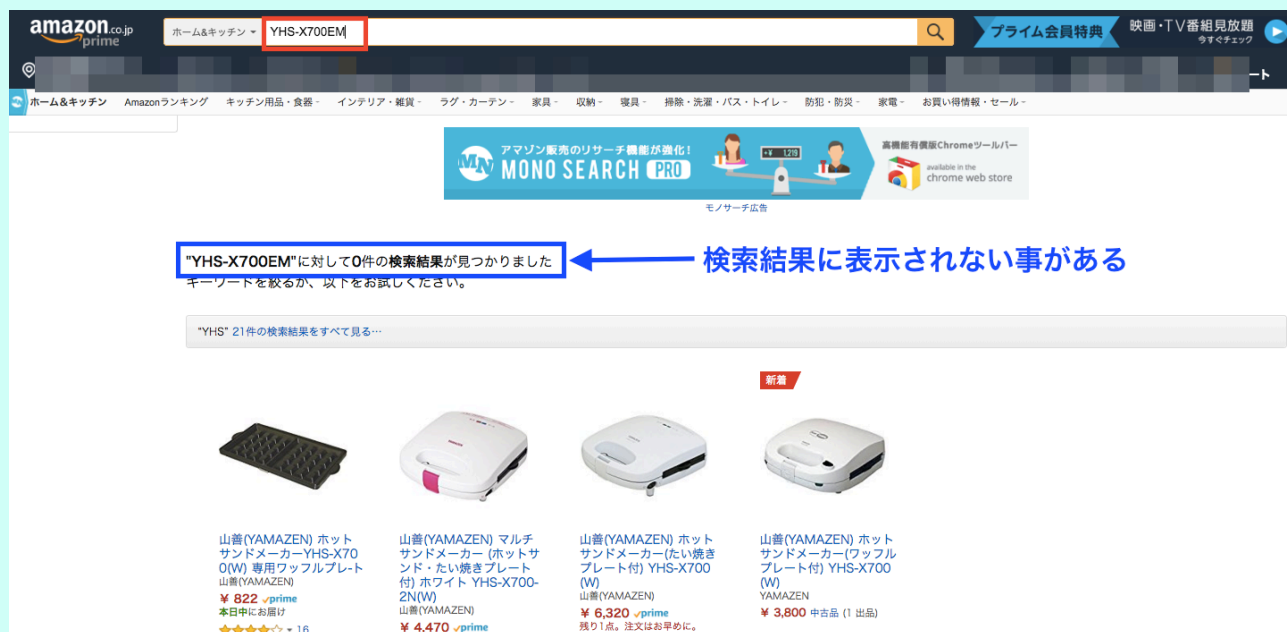 amazon.co.jp
prime
ホーム&キッチン
YHS-X700EM
プライム会員特典
映画・TV番組見放題
今すぐチェック
ート
ホーム&キッチン Amazonランキング キッチン用品・食器 インテリア・雑貨 ラグ・カーテン 家具 収納 寝具 掃除・洗濯・バス・トイレ 防犯・防災 家電 お買い得情報・セール
アマゾン販売のリサーチ機能が強化!
MN MONO SEARCH PRO
+¥ 1,219
高機能有償版Chromeツールバー
available in the
chrome web store
モノサーチ広告
"YHS-X700EM"に対して0件の検索結果が見つかりました
検索結果に表示されない事がある
キーワードを絞るか、以下をお試しください。
"YHS" 21件の検索結果をすべて見る…
新着
山善(YAMAZEN) ホット
サンドメーカーYHS-X70
0(W) 専用ワッフルプレ-ト
山善(YAMAZEN)
¥ 822 prime
本日中にお届け
16
山善(YAMAZEN) マルチ
サンドメーカー (ホットサ
ンド・たい焼きプレート
付) ホワイト YHS-X700-
2N(W)
山善(YAMAZEN)
¥ 4,470 prime
山善(YAMAZEN) ホット
サンドメーカー(たい焼き
プレート付) YHS-X700
(W)
山善(YAMAZEN)
¥ 6,320 prime
残り1点。注文はお早めに。
山善(YAMAZEN) ホット
サンドメーカー(ワッフル
プレート付) YHS-X700
(W)
YAMAZEN
¥ 3,800 中古品 (1 出品)